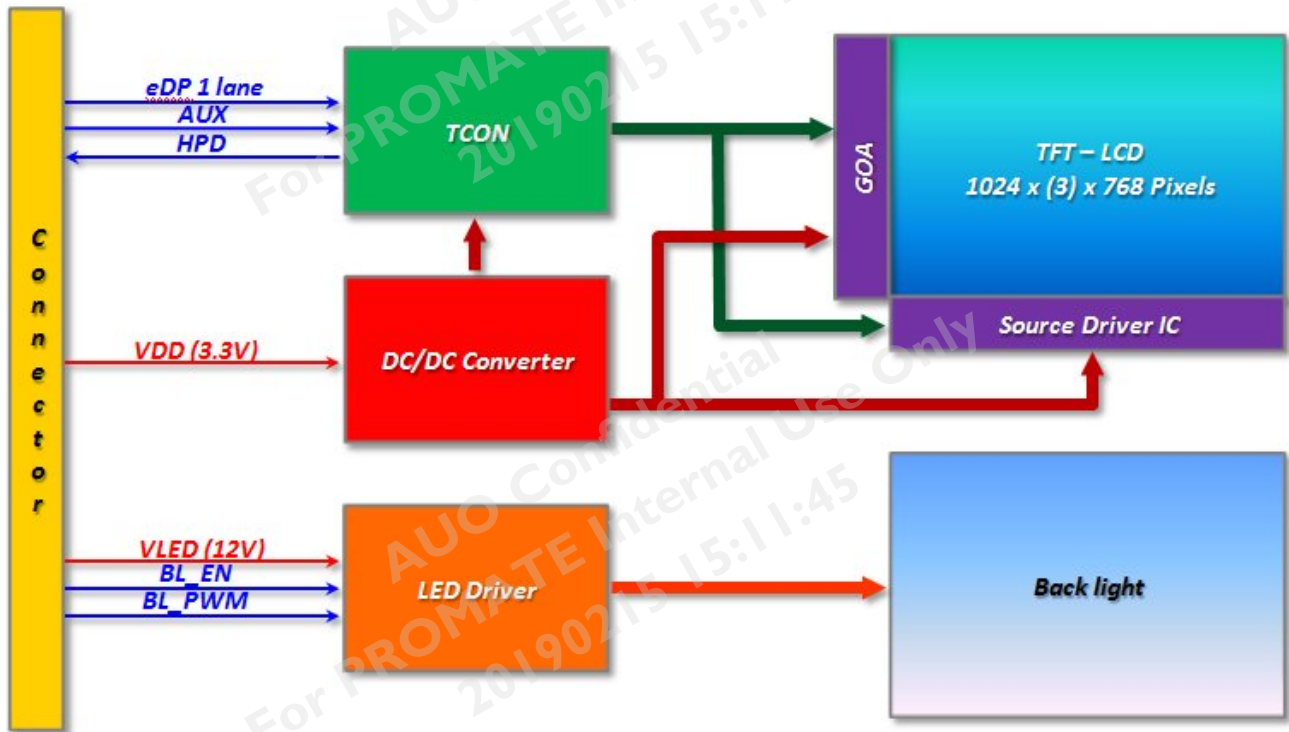 eDP 1 lane
AUX
HPD
TCON
GOA
TFT – LCD
1024 x (3) x 768 Pixels
Connector
VDD (3.3V)
DC/DC Converter
Source Driver IC
VLED (12V)
BL_EN
BL_PWM
LED Driver
Back light
AUO Confidential
For PROMATE Internal Use Only
20190215 15:11:45